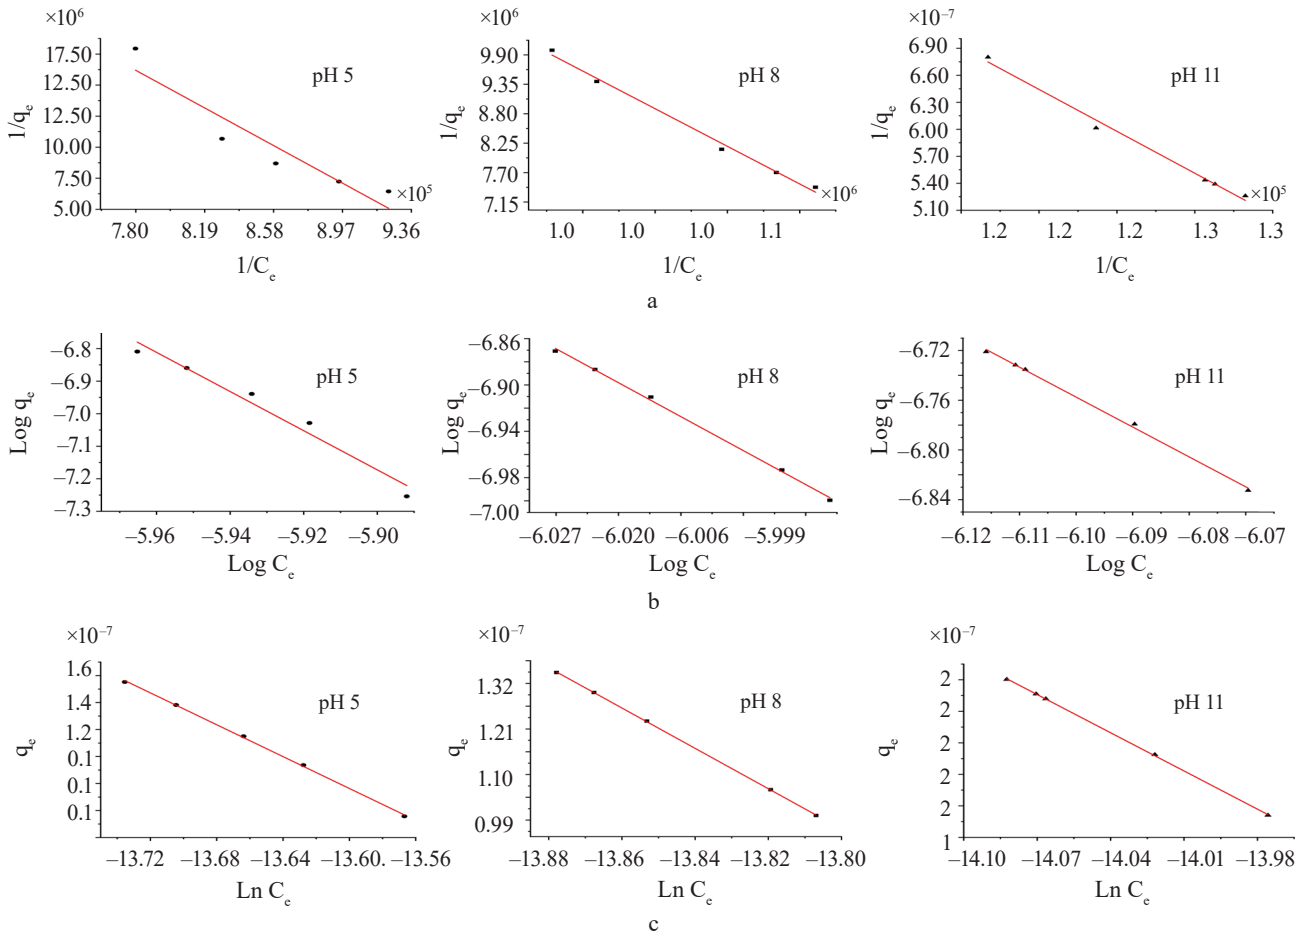 ×10⁶
17.50
12.50
12.50
10.00
7.50
5.00
1/qₑ
pH 5
×10⁵
7.80 8.19 8.58 8.97 9.36
1/Cₑ
×10⁶
9.90
9.35
8.80
8.25
7.70
7.15
1/qₑ
pH 8
×10⁶
1.0 1.0 1.0 1.1
1/Cₑ
×10⁻⁷
6.90
6.60
6.30
6.00
5.70
5.40
5.10
1/qₑ
pH 11
×10⁵
1.2 1.2 1.2 1.3 1.3
1/Cₑ
a
−6.8
−6.9
−7.0
−7.1
−7.2
−7.3
Log qₑ
pH 5
−5.96 −5.94 −5.92 −5.90
Log Cₑ
−6.86
−6.90
−6.94
−6.98
−7.00
Log qₑ
pH 8
−6.027 −6.020 −6.006 −5.999
Log Cₑ
−6.72
−6.76
−6.80
−6.84
Log qₑ
pH 11
−6.12 −6.11 −6.10 −6.09 −6.08 −6.07
Log Cₑ
b
×10⁻⁷
1.6
1.4
1.2
0.1
0.1
0.1
qₑ
pH 5
−13.72 −13.68 −13.64 −13.60 −13.56
Ln Cₑ
×10⁻⁷
1.32
1.21
1.10
0.99
qₑ
pH 8
−13.88 −13.86 −13.84 −13.82 −13.80
Ln Cₑ
×10⁻⁷
2
2
2
2
2
1
qₑ
pH 11
−14.10 −14.07 −14.04 −14.01 −13.98
Ln Cₑ
c